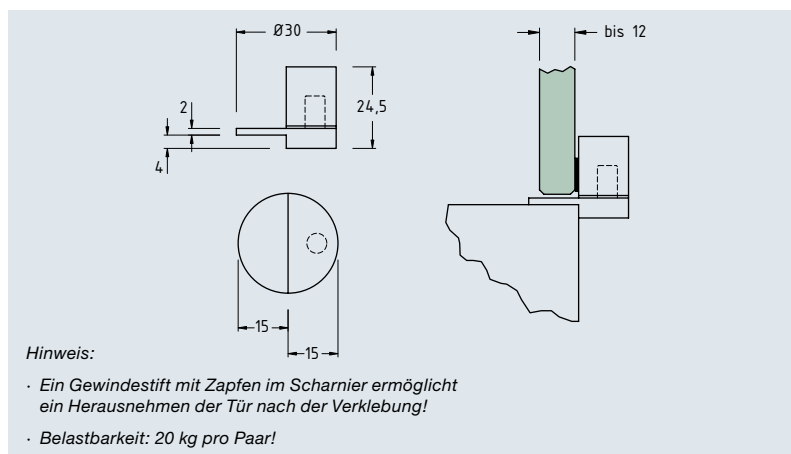 Ø30
bis 12
2
24,5
4
15
15
Hinweis:
· Ein Gewindestift mit Zapfen im Scharnier ermöglicht
ein Herausnehmen der Tür nach der Verklebung!
· Belastbarkeit: 20 kg pro Paar!